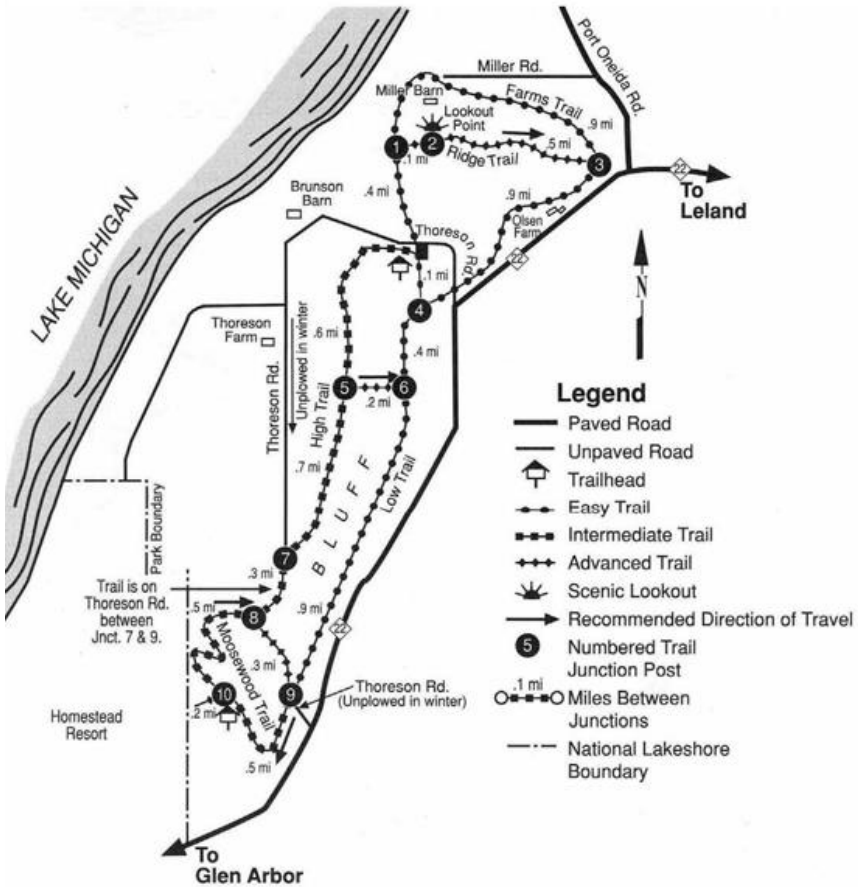 Port Oneida Rd.
Miller Rd.
Miller Barn
Farms Trail
Lookout
Point
.9 mi
1
2
.5 mi
3
.1 mi
Ridge Trail
22
To
Leland
.4 mi
.9 mi
Olsen
Farm
Brunson
Barn
Thoreson Rd.
22
LAKE MICHIGAN
.1 mi
N
4
Thoreson
Farm
.6 mi
Unplowed in winter
Thoreson Rd.
.4 mi
5
6
.2 mi
High Trail
.7 mi
BLUFF
Low Trail
Legend
Paved Road
Unpaved Road
Trailhead
Easy Trail
Intermediate Trail
Advanced Trail
Scenic Lookout
Recommended Direction of Travel
5
Numbered Trail
Junction Post
.1 mi
Miles Between
Junctions
National Lakeshore
Boundary
Park Boundary
7
Trail is on
Thoreson Rd.
between
Jnct. 7 & 9.
.3 mi
.5 mi
8
.9 mi
22
Moosewood Trail
.3 mi
10
9
Thoreson Rd.
(Unplowed in winter)
.2 mi
Homestead
Resort
.5 mi
To
Glen Arbor